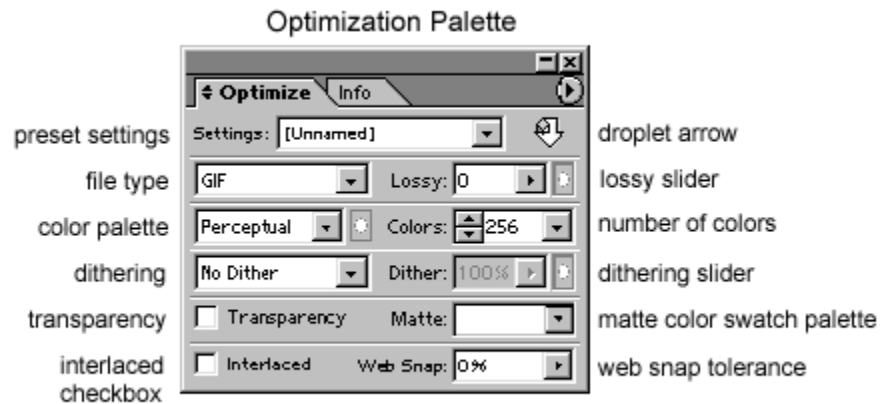 Optimization Palette
Optimize Info
preset settings Settings: [Unnamed] droplet arrow
file type GIF Lossy: 0 lossy slider
color palette Perceptual Colors: 256 number of colors
dithering No Dither Dither: 100% dithering slider
transparency Transparency Matte: matte color swatch palette
interlaced Interlaced Web Snap: 0% web snap tolerance
checkbox